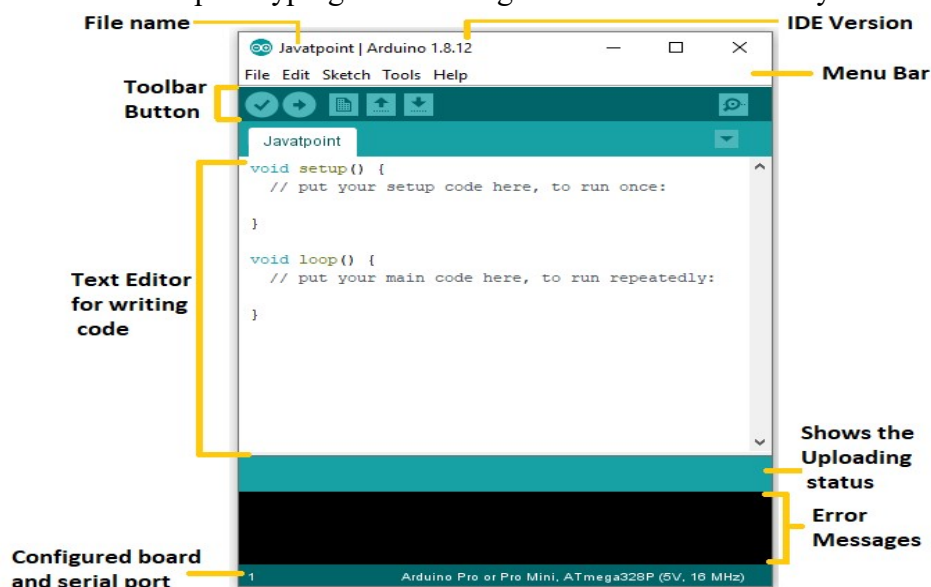 File name
IDE Version
Javatpoint | Arduino 1.8.12
File Edit Sketch Tools Help
Menu Bar
Toolbar
Button
Javatpoint
void setup() {
// put your setup code here, to run once:
}
void loop() {
// put your main code here, to run repeatedly:
}
Text Editor
for writing
code
Shows the
Uploading
status
Error
Messages
Configured board
and serial port
1
Arduino Pro or Pro Mini, ATmega328P (5V, 16 MHz)